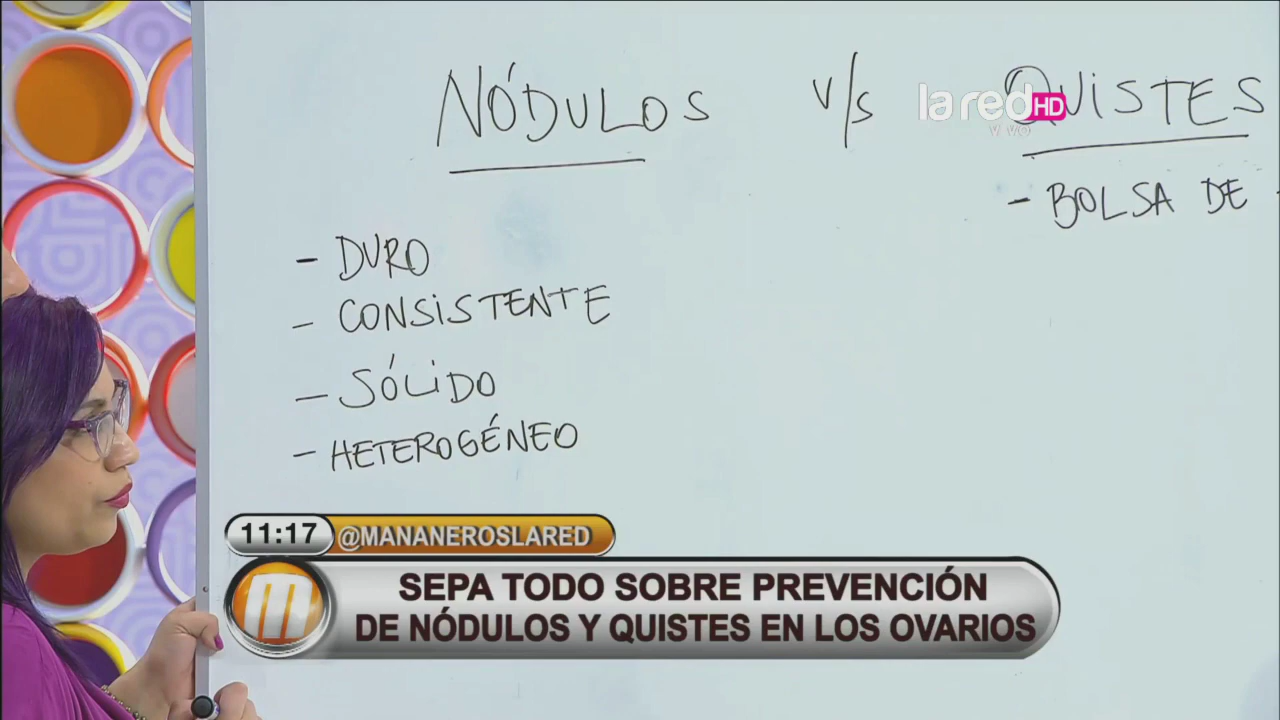 NÓDULOS v/s QUISTES
la red HD
VIVO
- BOLSA DE
- DURO
- CONSISTENTE
- SÓLIDO
- HETEROGÉNEO
11:17 @MANANEROSLARED
m SEPA TODO SOBRE PREVENCIÓN
DE NÓDULOS Y QUISTES EN LOS OVARIOS